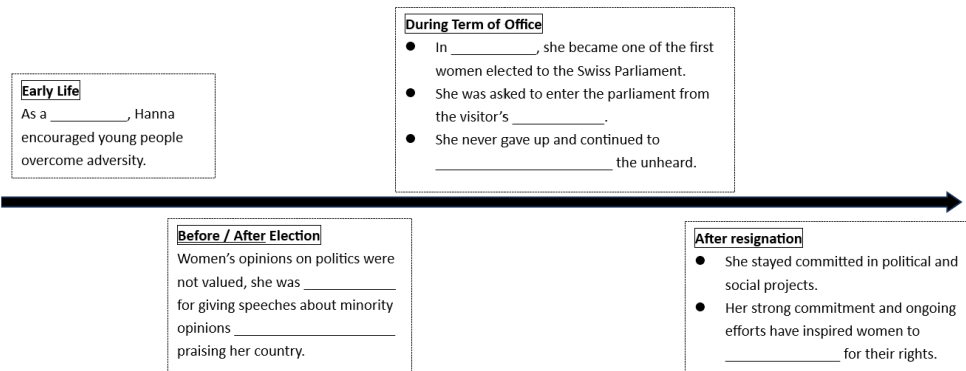 Early Life
As a __________, Hanna
encouraged young people
overcome adversity.
Before / After Election
Women's opinions on politics were
not valued, she was ____________
for giving speeches about minority
opinions _____________________
praising her country.
During Term of Office
● In ___________, she became one of the first
women elected to the Swiss Parliament.
● She was asked to enter the parliament from
the visitor's ____________.
● She never gave up and continued to
_______________________ the unheard.
After resignation
● She stayed committed in political and
social projects.
● Her strong commitment and ongoing
efforts have inspired women to
_______________ for their rights.